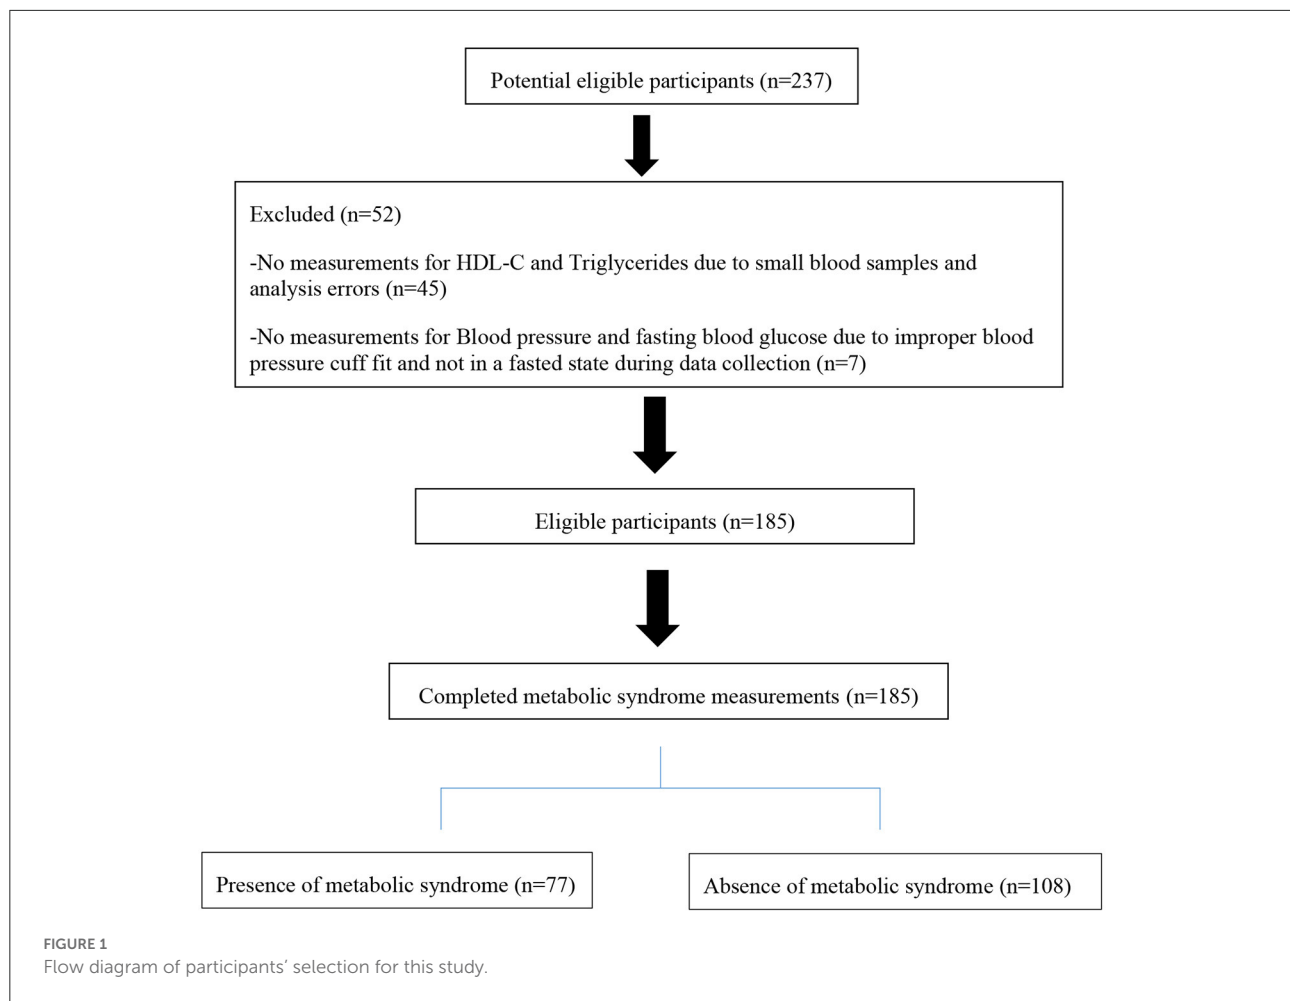 Potential eligible participants (n=237)
Excluded (n=52)
-No measurements for HDL-C and Triglycerides due to small blood samples and
analysis errors (n=45)
-No measurements for Blood pressure and fasting blood glucose due to improper blood
pressure cuff fit and not in a fasted state during data collection (n=7)
Eligible participants (n=185)
Completed metabolic syndrome measurements (n=185)
Presence of metabolic syndrome (n=77)
Absence of metabolic syndrome (n=108)
FIGURE 1
Flow diagram of participants’ selection for this study.